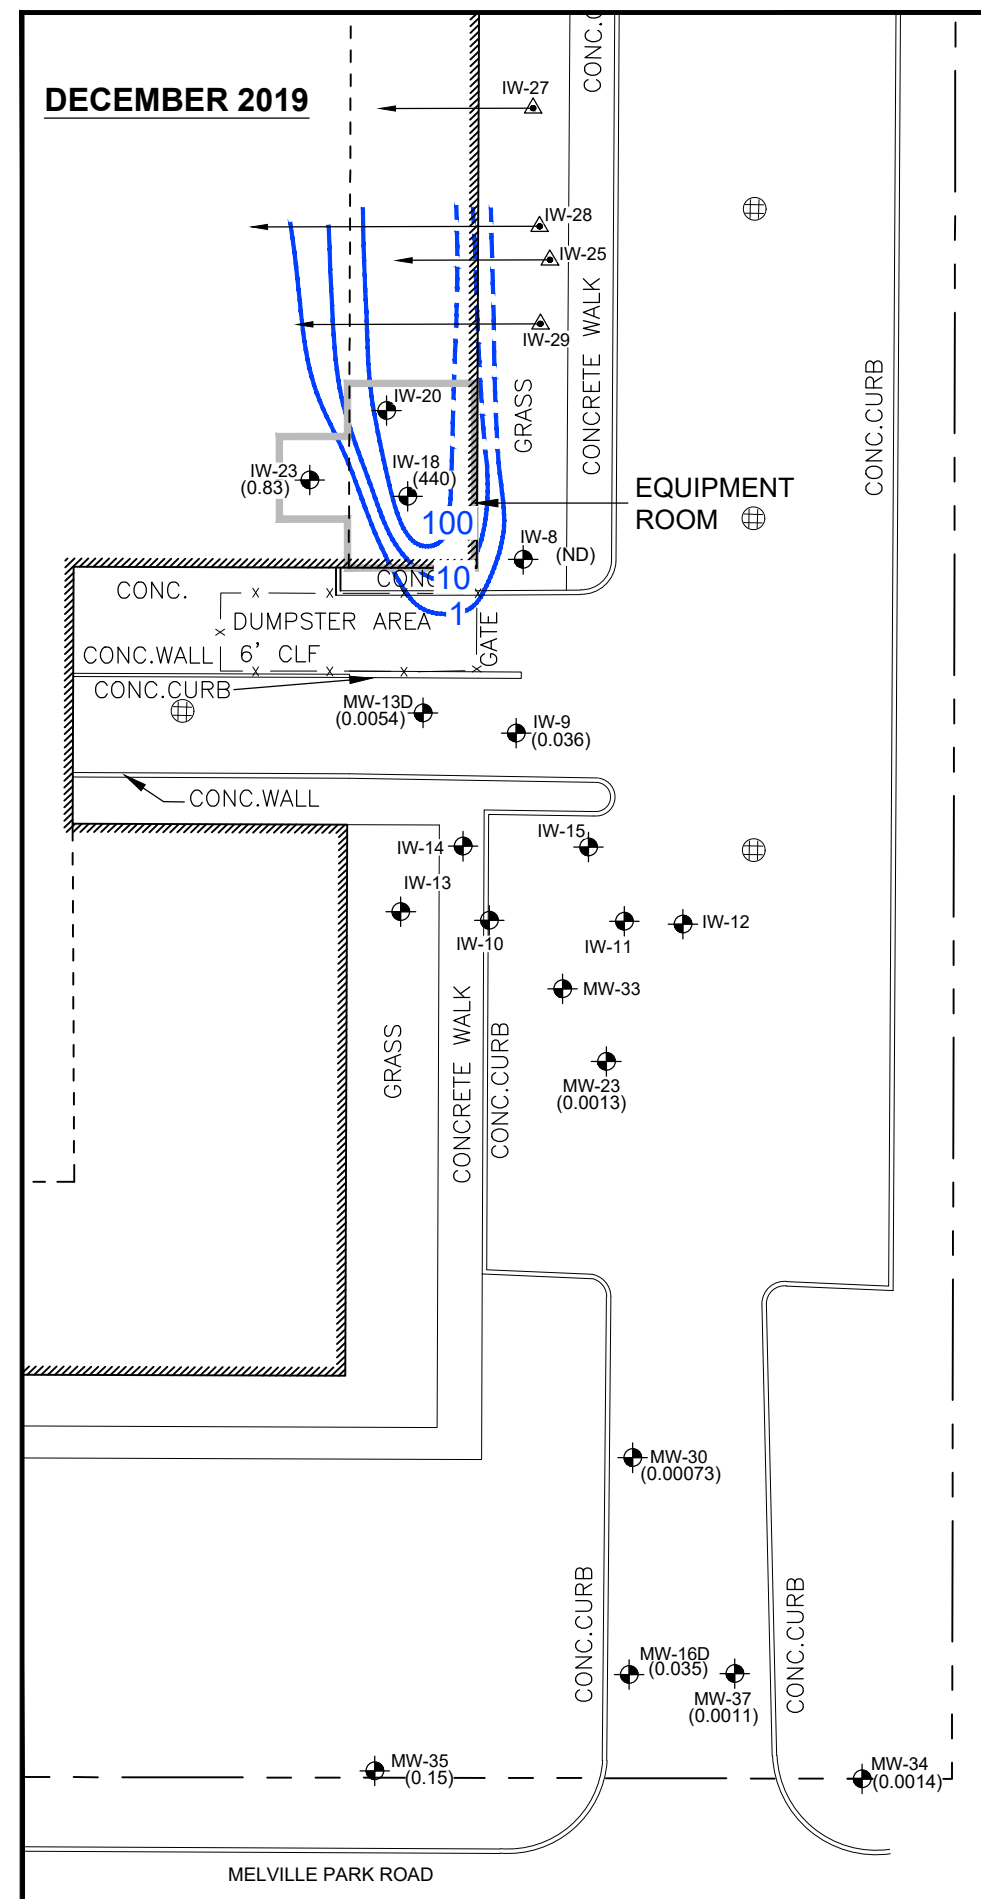 DECEMBER 2019
CONC.
IW-27
IW-28
IW-25
IW-29
CONCRETE WALK
GRASS
CONC.CURB
IW-20
IW-18
(440)
IW-23
(0.83)
EQUIPMENT
ROOM
100
IW-8 (ND)
10
CONC
1
CONC.
DUMPSTER AREA
GATE
CONC.WALL
6' CLF
CONC.CURB
MW-13D
(0.0054)
IW-9
(0.036)
CONC.WALL
IW-14
IW-15
IW-13
IW-10
IW-11
IW-12
MW-33
GRASS
CONCRETE WALK
CONC.CURB
MW-23
(0.0013)
MW-30
(0.00073)
CONC.CURB
CONC.CURB
MW-16D
(0.035)
MW-37
(0.0011)
MW-35
(0.15)
MW-34
(0.0014)
MELVILLE PARK ROAD